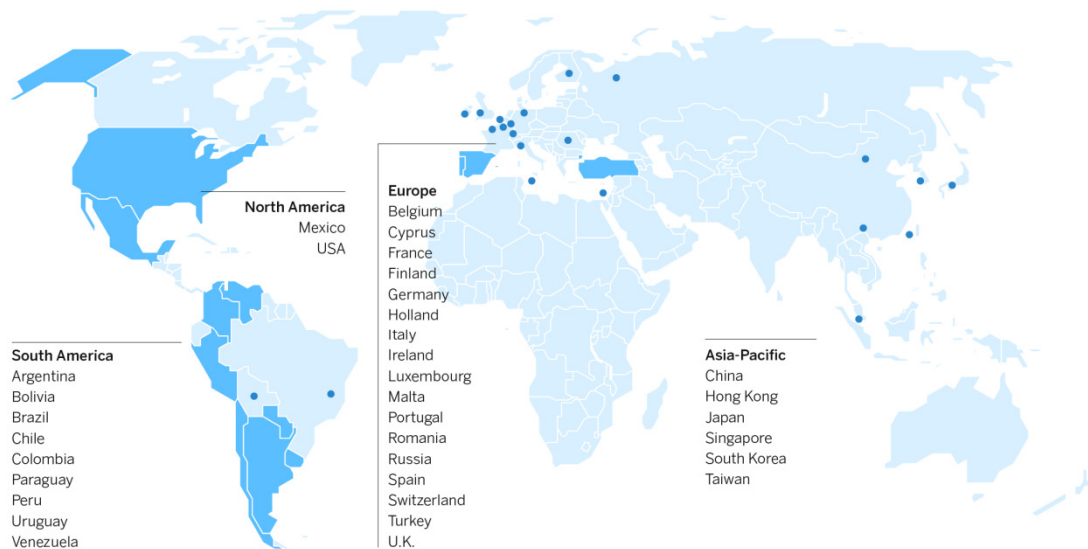 North America
Mexico
USA
South America
Argentina
Bolivia
Brazil
Chile
Colombia
Paraguay
Peru
Uruguay
Venezuela
Europe
Belgium
Cyprus
France
Finland
Germany
Holland
Italy
Ireland
Luxembourg
Malta
Portugal
Romania
Russia
Spain
Switzerland
Turkey
U.K.
Asia-Pacific
China
Hong Kong
Japan
Singapore
South Korea
Taiwan